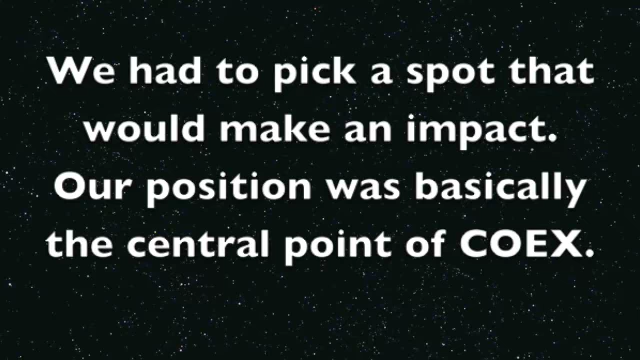 We had to pick a spot that
would make an impact.
Our position was basically
the central point of COEX.